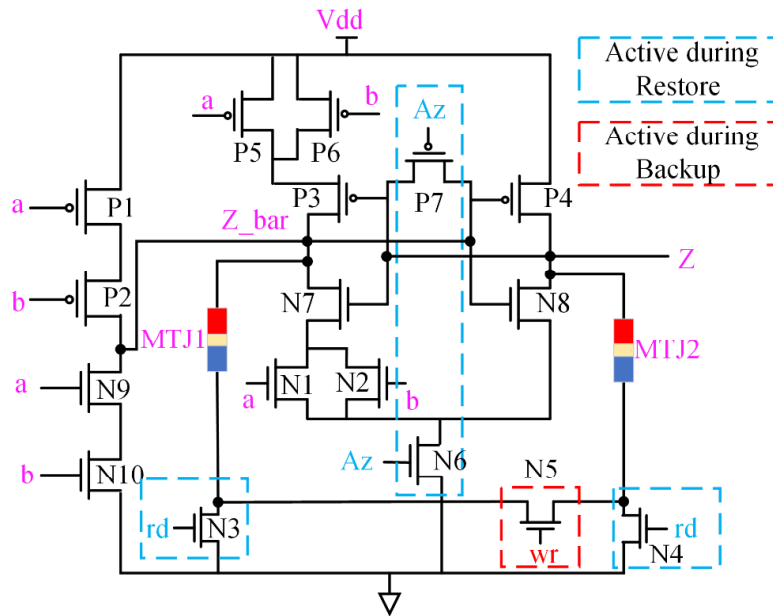 Vdd
Active during
Restore
a
b
Az
P5
P6
Active during
Backup
P3
P7
P4
a
P1
Z_bar
Z
b
P2
N7
N8
MTJ1
MTJ2
a
N9
N1
N2
a
b
b
N10
Az
N6
N5
rd
N3
wr
rd
N4